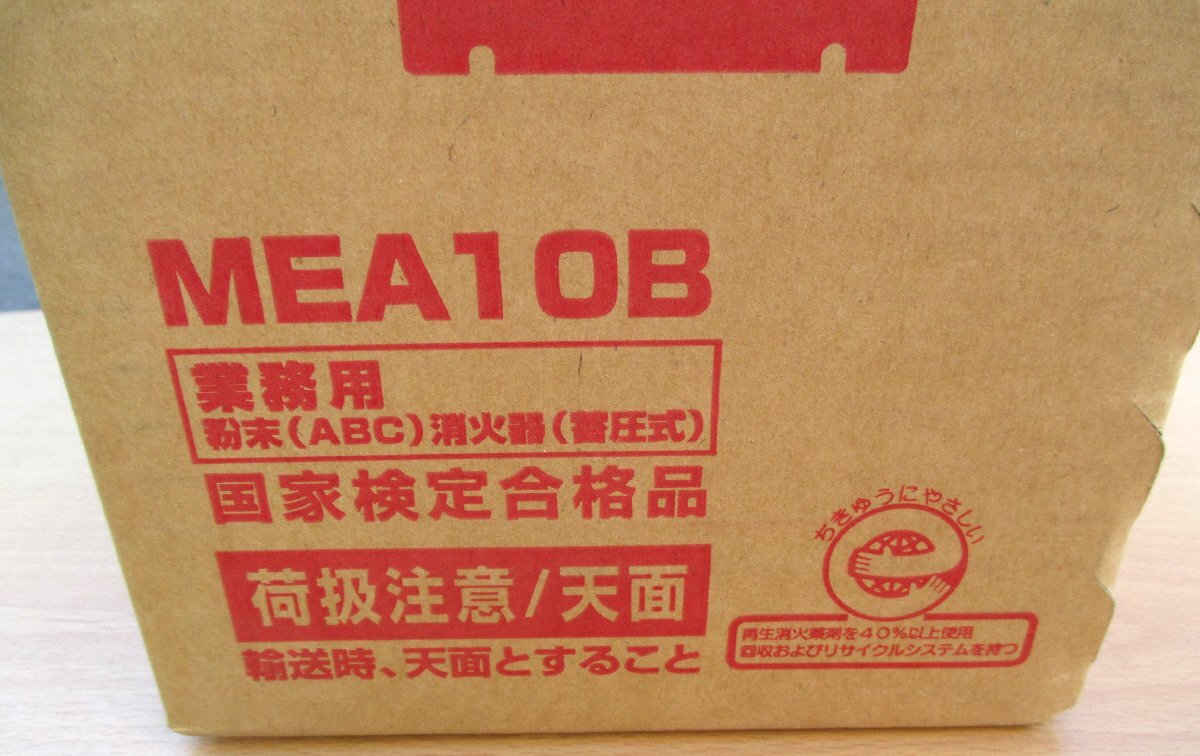 MEA10B
業務用
粉末(ABC)消火器(蓄圧式)
国家検定合格品
荷扱注意/天面
輸送時、天面とすること
ちきゅうにやさしい
再生消火薬剤を40%以上使用
回収およびリサイクルシステムを持つ